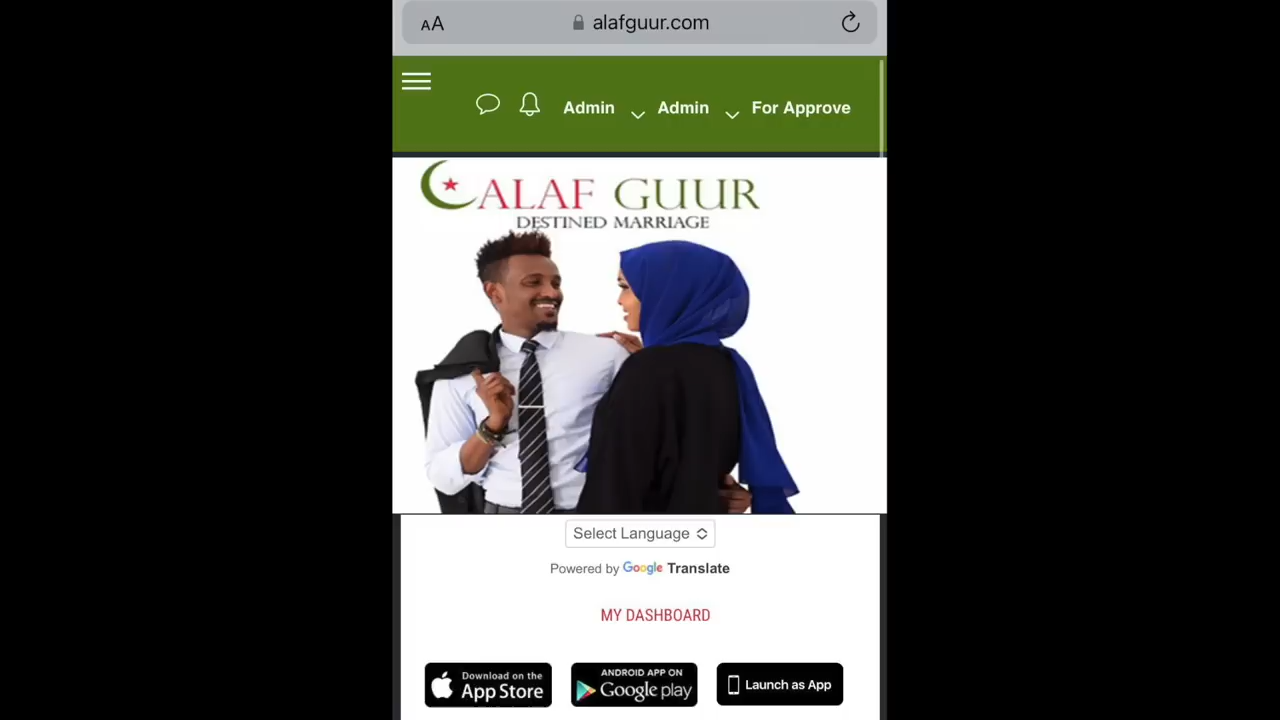 AA alafguur.com
Admin Admin For Approve
ALAF GUUR
DESTINED MARRIAGE
Select Language
Powered by Google Translate
MY DASHBOARD
Download on the
App Store
ANDROID APP ON
Google play
Launch as App